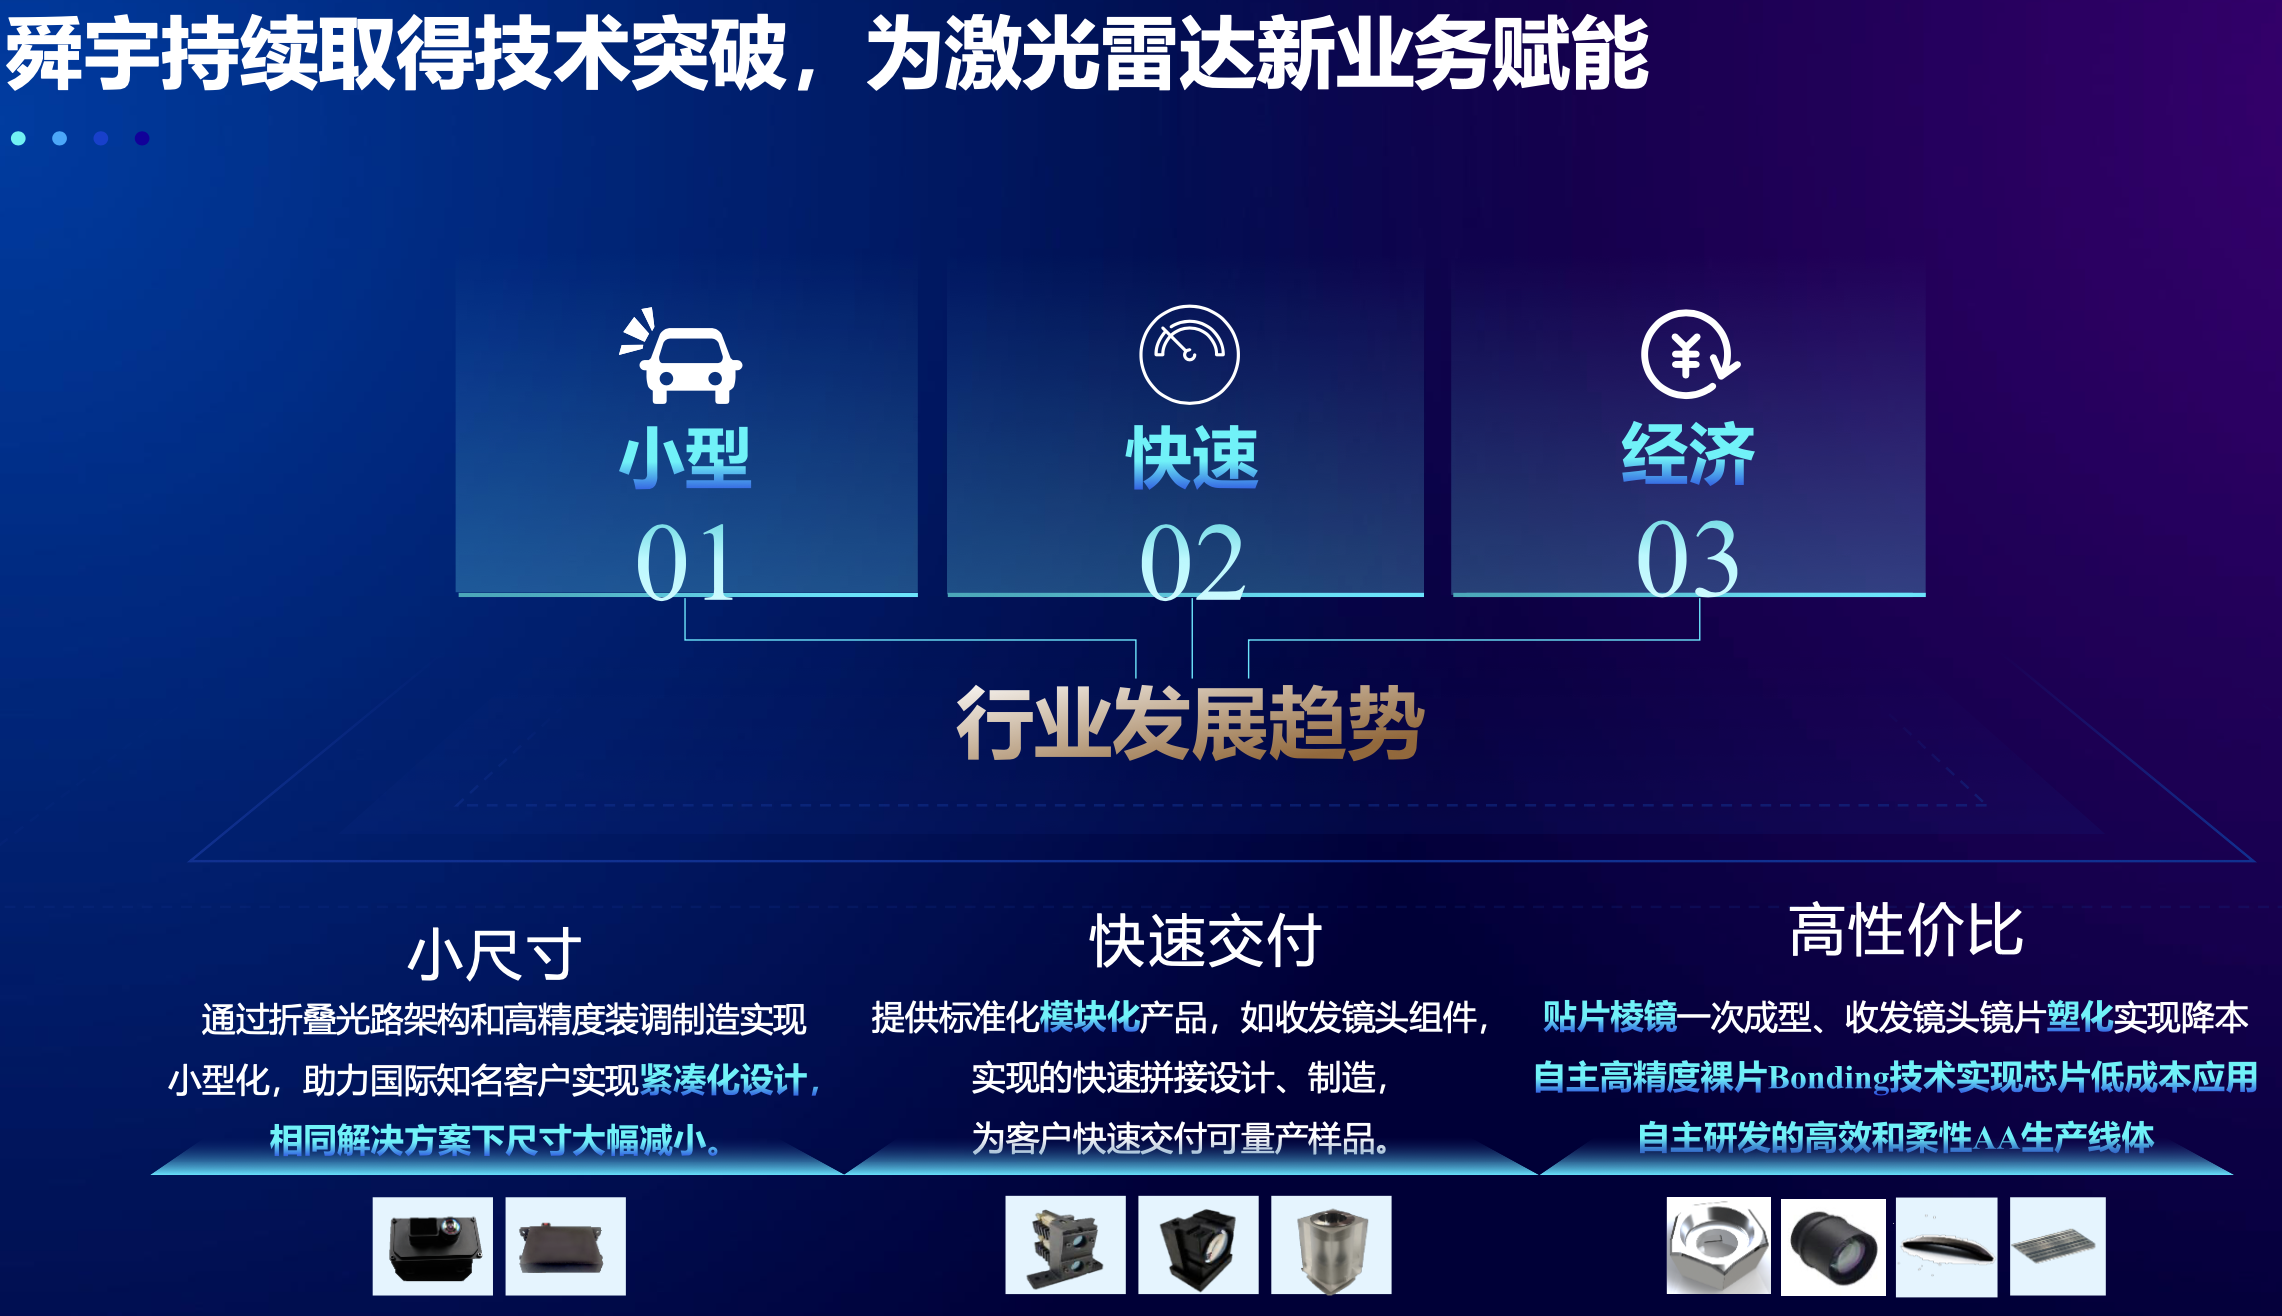 舜宇持续取得技术突破，为激光雷达新业务赋能
小型
01
快速
02
经济
03
行业发展趋势
小尺寸
通过折叠光路架构和高精度装调制造实现
小型化，助力国际知名客户实现紧凑化设计，
相同解决方案下尺寸大幅减小。
快速交付
提供标准化模块化产品，如收发镜头组件，
实现的快速拼接设计、制造，
为客户快速交付可量产样品。
高性价比
贴片棱镜一次成型、收发镜头镜片塑化实现降本
自主高精度裸片Bonding技术实现芯片低成本应用
自主研发的高效和柔性AA生产线体